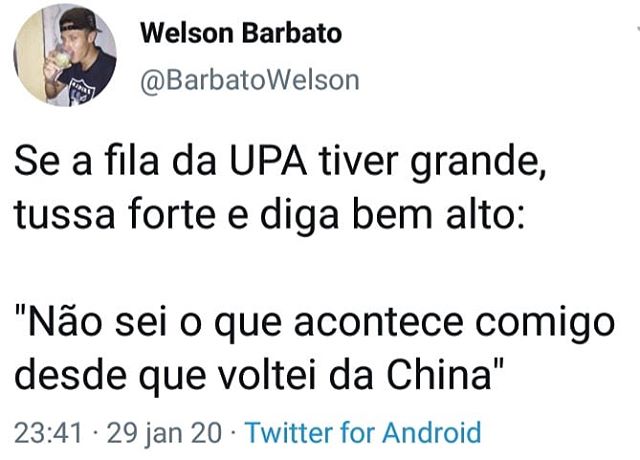 Welson Barbato
@BarbatoWelson
Se a fila da UPA tiver grande,
tussa forte e diga bem alto:
"Não sei o que acontece comigo
desde que voltei da China"
23:41 · 29 jan 20 · Twitter for Android